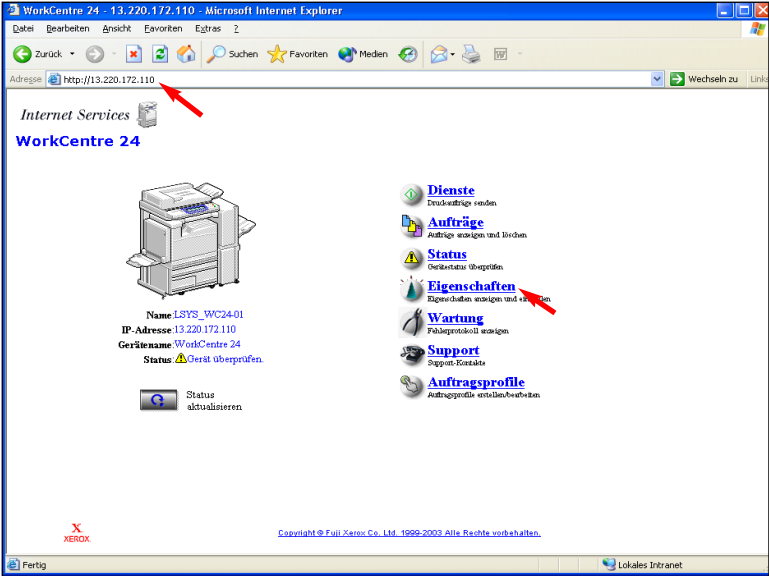 WorkCentre 24 - 13.220.172.110 - Microsoft Internet Explorer
Datei Bearbeiten Ansicht Favoriten Extras ?
Zurück Suchen Favoriten Medien
Adresse http://13.220.172.110 Wechseln zu Links
Internet Services
WorkCentre 24
Dienste
Druckaufträge senden
Aufträge
Aufträge anzeigen und löschen
Status
Gerätestatus überprüfen
Eigenschaften
Eigenschaften anzeigen und
Name:LSYS_WC24-01
IP-Adresse:13.220.172.110
Gerätename:WorkCentre 24
Status: Gerät überprüfen.
Wartung
Fehlerprotokoll anzeigen
Support
Support-Kontakte
Auftragsprofile
Auftragsprofile erstellen/bearbeiten
Status
aktualisieren
X
XEROX.
Copyright © Fuji Xerox Co. Ltd. 1999-2003 Alle Rechte vorbehalten.
Fertig Lokales Intranet